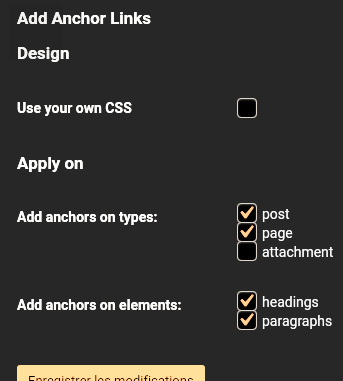 Add Anchor Links
Design
Use your own CSS
Apply on
Add anchors on types:
post
page
attachment
Add anchors on elements:
headings
paragraphs
Enregistrer les modifications